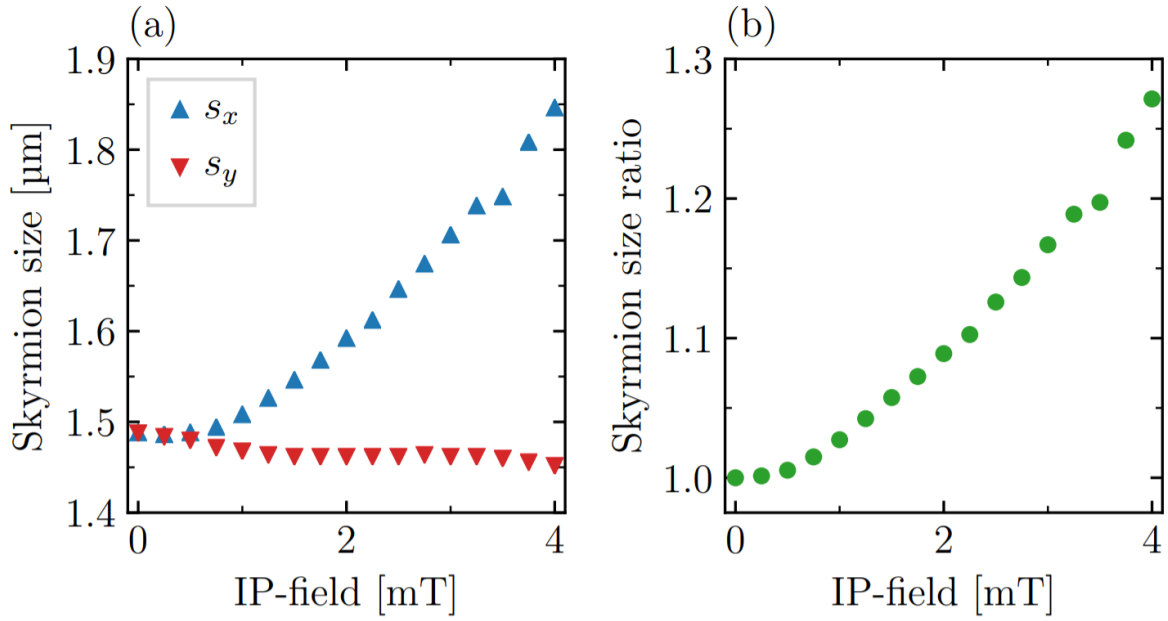 (a)
Skyrmion size [µm]
1.9
1.8
1.7
1.6
1.5
1.4
s_x
s_y
0 2 4
IP-field [mT]
(b)
Skyrmion size ratio
1.3
1.2
1.1
1.0
0 2 4
IP-field [mT]